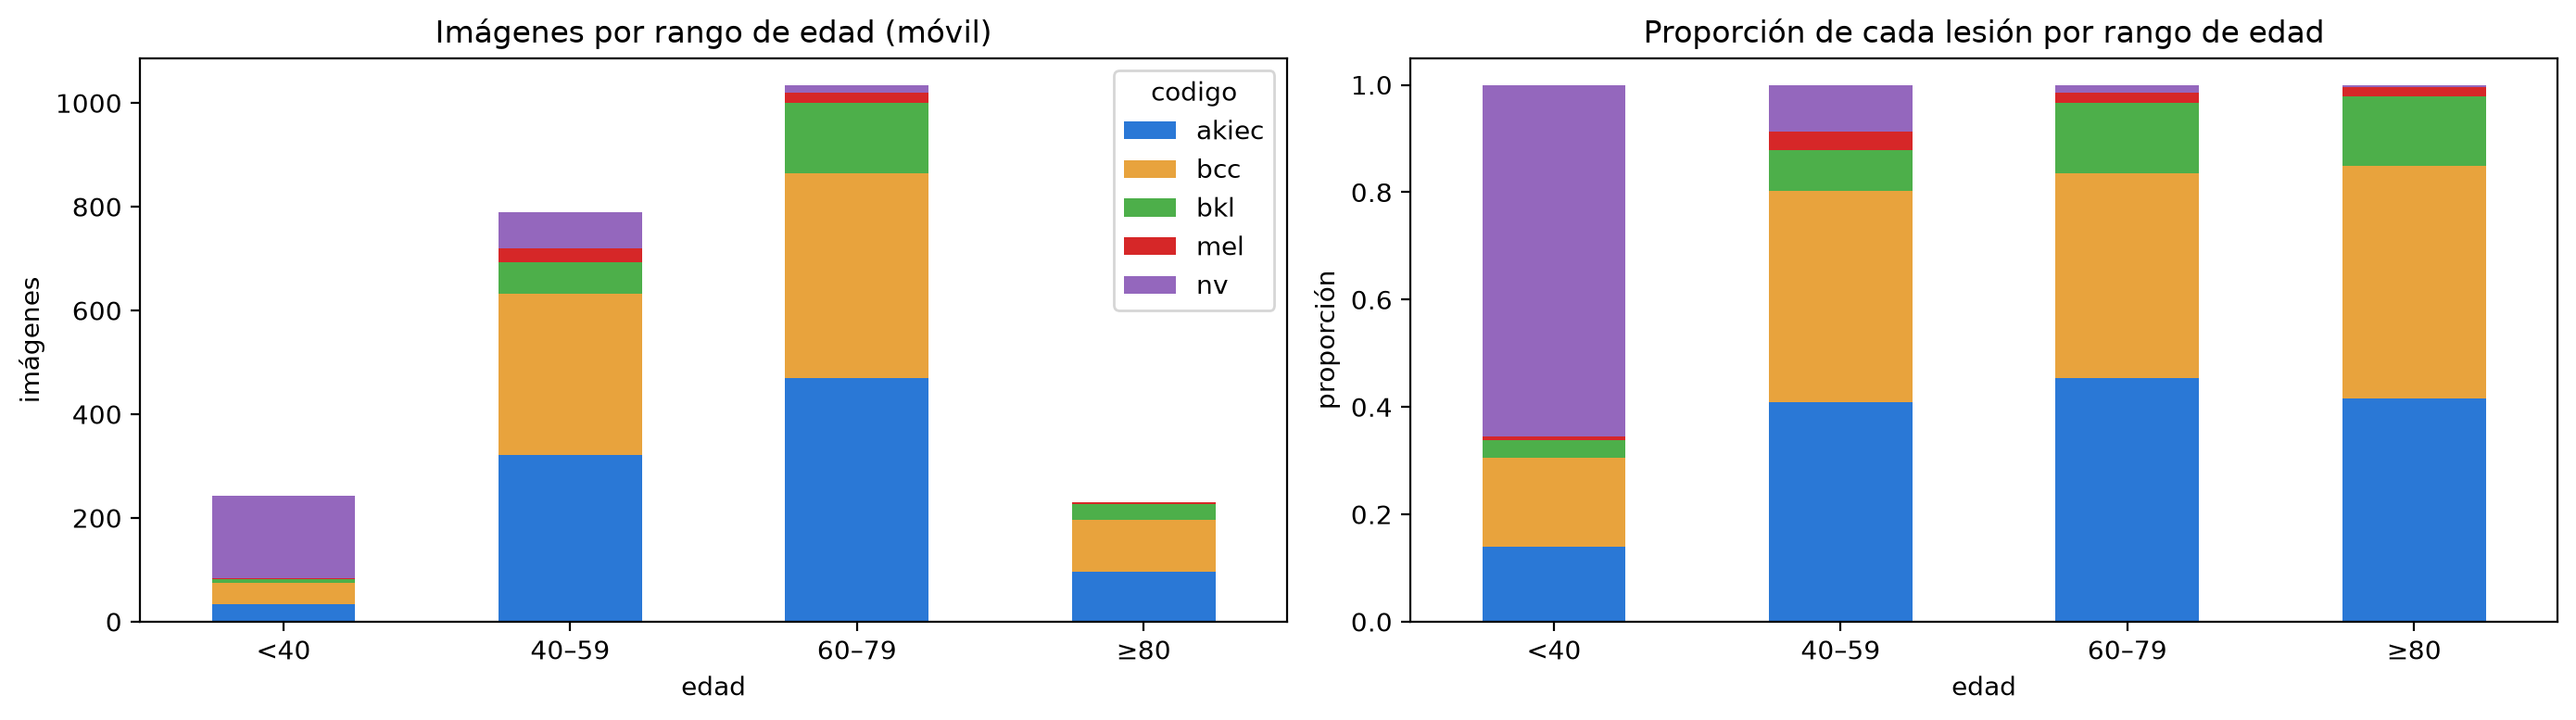 Imágenes por rango de edad (móvil)
imágenes
1000
800
600
400
200
0
<40
40–59
60–79
≥80
edad
codigo
akiec
bcc
bkl
mel
nv
Proporción de cada lesión por rango de edad
proporción
1.0
0.8
0.6
0.4
0.2
0.0
<40
40–59
60–79
≥80
edad